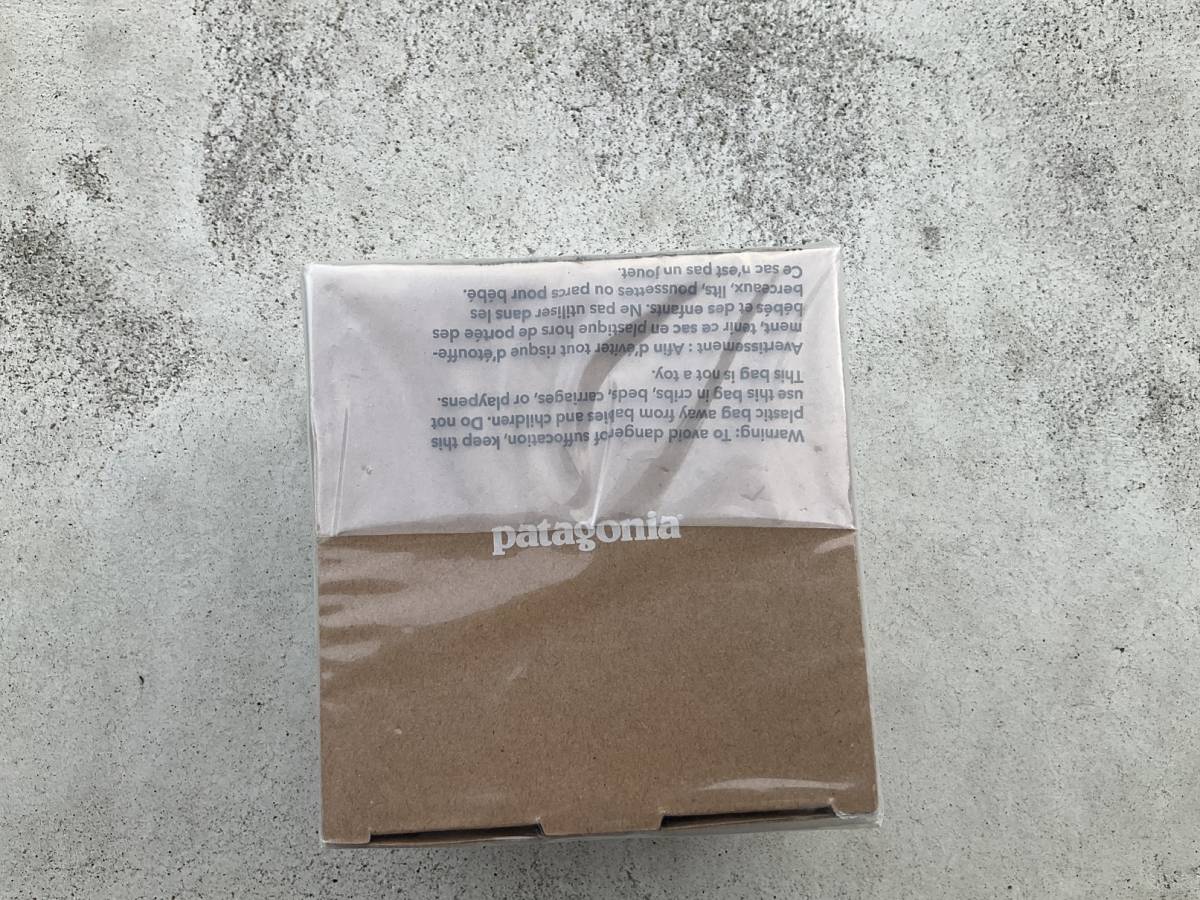 Warning: To avoid danger of suffocation, keep this
plastic bag away from babies and children. Do not
use this bag in cribs, beds, carriages, or playpens.
This bag is not a toy.
Avertissement : Afin d'éviter tout risque d'étouffe-
ment, tenir ce sac en plastique hors de portée des
bébés et des enfants. Ne pas utiliser dans les
berceaux, lits, poussettes ou parcs pour bébé.
Ce sac n'est pas un jouet.
patagonia